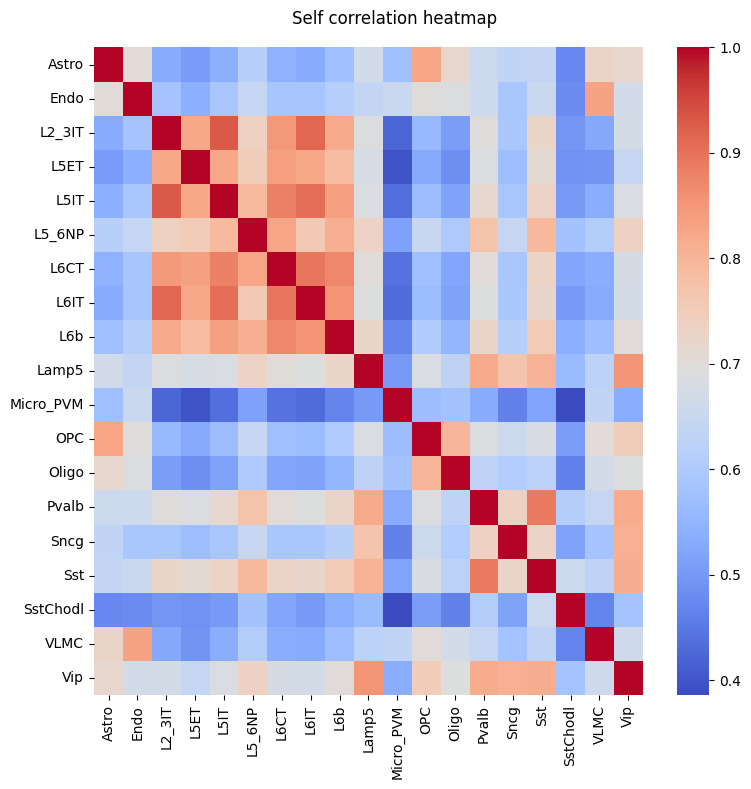 Self correlation heatmap
Astro
Endo
L2_3IT
L5ET
L5IT
L5_6NP
L6CT
L6IT
L6b
Lamp5
Micro_PVM
OPC
Oligo
Pvalb
Sncg
Sst
SstChodl
VLMC
Vip
Astro
Endo
L2_3IT
L5ET
L5IT
L5_6NP
L6CT
L6IT
L6b
Lamp5
Micro_PVM
OPC
Oligo
Pvalb
Sncg
Sst
SstChodl
VLMC
Vip
1.0
0.9
0.8
0.7
0.6
0.5
0.4